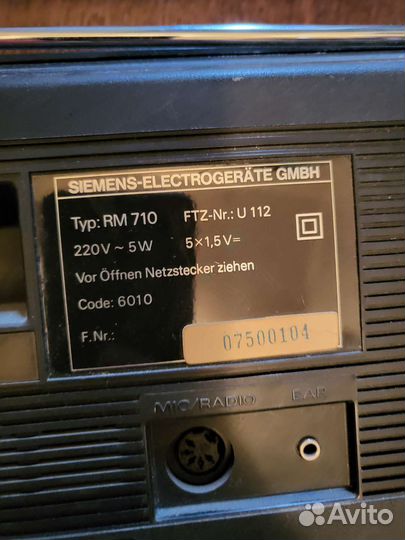 SIEMENS-ELECTROGERÄTE GMBH
Typ: RM 710 FTZ-Nr.: U 112
220V ~ 5W 5×1,5V=
Vor Öffnen Netzstecker ziehen
Code: 6010
F.Nr.: 07500104
MIC/RADIO EAR
Avito